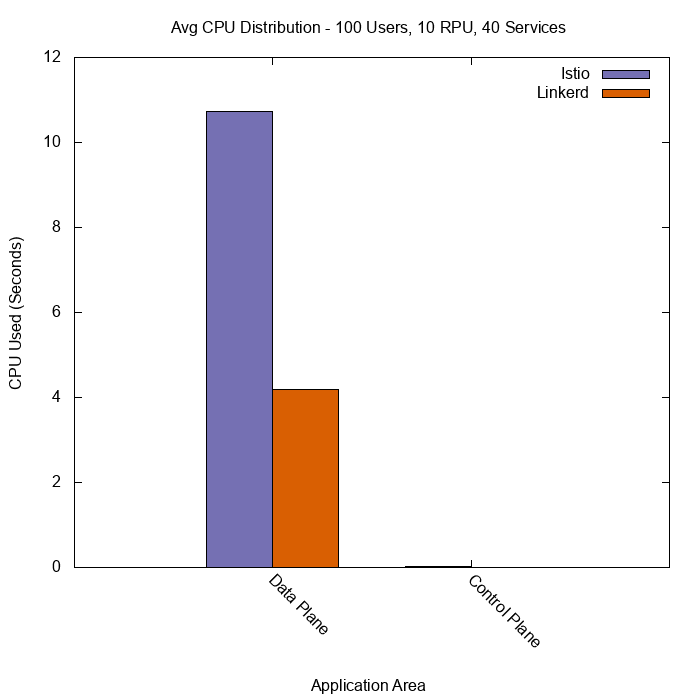 Avg CPU Distribution - 100 Users, 10 RPU, 40 Services
Istio
Linkerd
12
10
8
6
4
2
0
CPU Used (Seconds)
Data Plane
Control Plane
Application Area